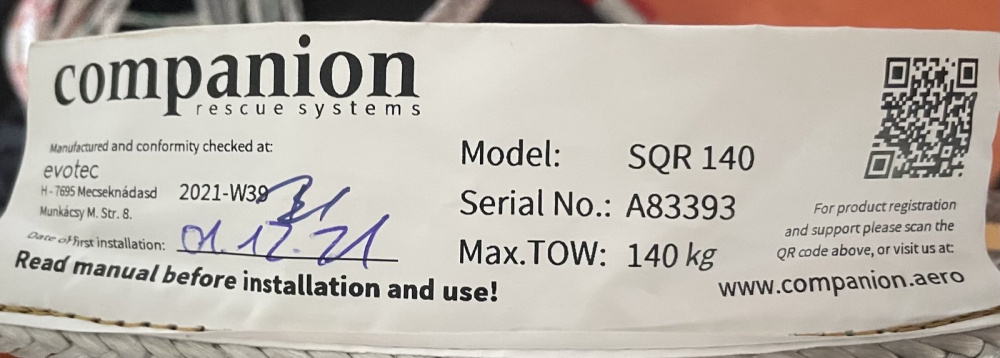 companion
rescue systems
Manufactured and conformity checked at:
evotec
H - 7695 Mecseknádasd 2021-W39
Munkácsy M. Str. 8.
Date of first installation: 01.12.21
Read manual before installation and use!
Model: SQR 140
Serial No.: A83393
Max.TOW: 140 kg
For product registration
and support please scan the
QR code above, or visit us at:
www.companion.aero